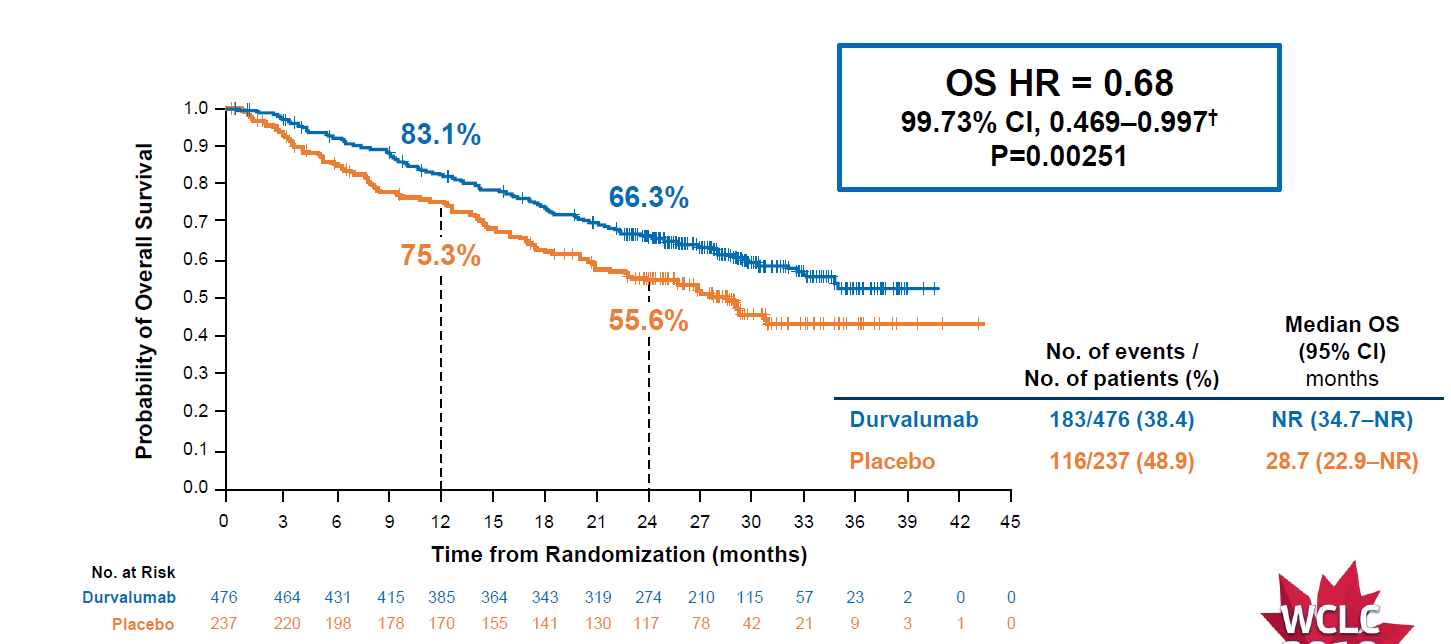 OS HR = 0.68
99.73% CI, 0.469–0.997†
P=0.00251
Probability of Overall Survival
1.0
0.9
0.8
0.7
0.6
0.5
0.4
0.3
0.2
0.1
0.0
83.1%
66.3%
75.3%
55.6%
0 3 6 9 12 15 18 21 24 27 30 33 36 39 42 45
Time from Randomization (months)
No. of events / No. of patients (%)
Median OS (95% CI) months
Durvalumab 183/476 (38.4) NR (34.7–NR)
Placebo 116/237 (48.9) 28.7 (22.9–NR)
No. at Risk
Durvalumab 476 464 431 415 385 364 343 319 274 210 115 57 23 2 0 0
Placebo 237 220 198 178 170 155 141 130 117 78 42 21 9 3 1 0
WCLC